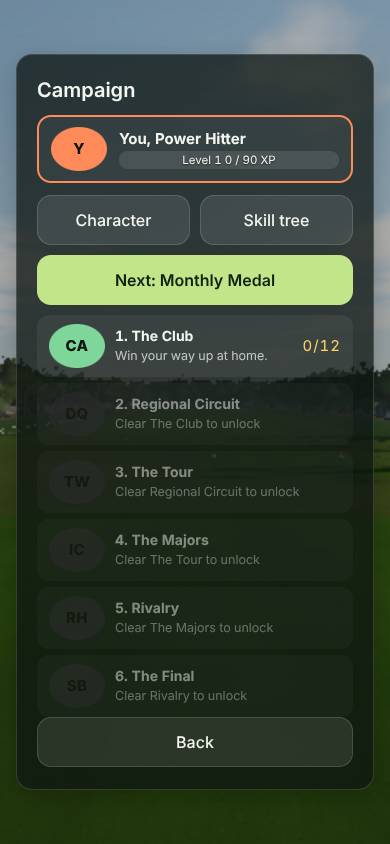 Campaign
Y
You, Power Hitter
Level 1 0 / 90 XP
Character
Skill tree
Next: Monthly Medal
CA
1. The Club
Win your way up at home.
0/12
DQ
2. Regional Circuit
Clear The Club to unlock
TW
3. The Tour
Clear Regional Circuit to unlock
IC
4. The Majors
Clear The Tour to unlock
RH
5. Rivalry
Clear The Majors to unlock
SB
6. The Final
Clear Rivalry to unlock
Back